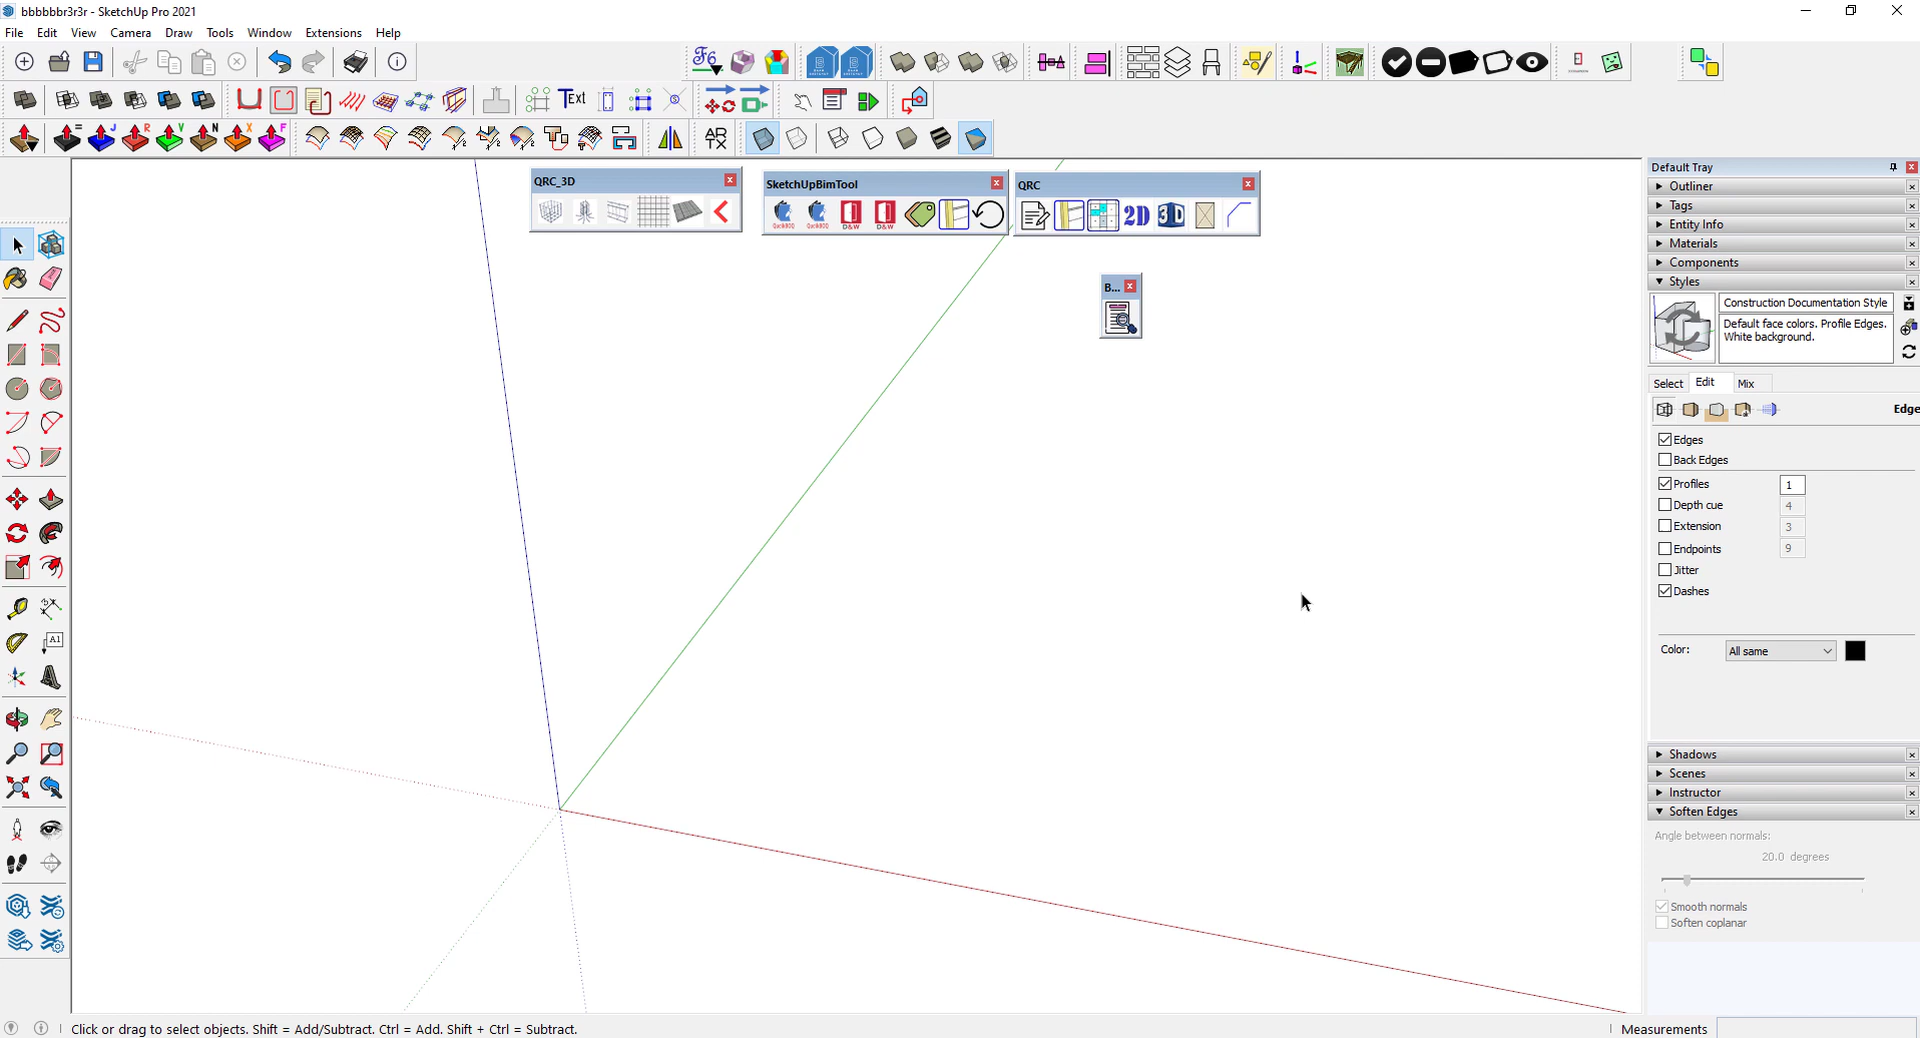 bbbbbbr3r3r - SketchUp Pro 2021
File Edit View Camera Draw Tools Window Extensions Help
F6
Text
= J R V N X F
AR
TX
QRC_3D
SketchUpBimTool
QRC
D&W D&W
2D 3D
B...
A1
Default Tray
Outliner
Tags
Entity Info
Materials
Components
Styles
Construction Documentation Style
Default face colors. Profile Edges.
White background.
Select Edit Mix
Edge
Edges
Back Edges
Profiles 1
Depth cue 4
Extension 3
Endpoints 9
Jitter
Dashes
Color: All same
Shadows
Scenes
Instructor
Soften Edges
Angle between normals:
20.0 degrees
Smooth normals
Soften coplanar
Click or drag to select objects. Shift = Add/Subtract. Ctrl = Add. Shift + Ctrl = Subtract.
Measurements